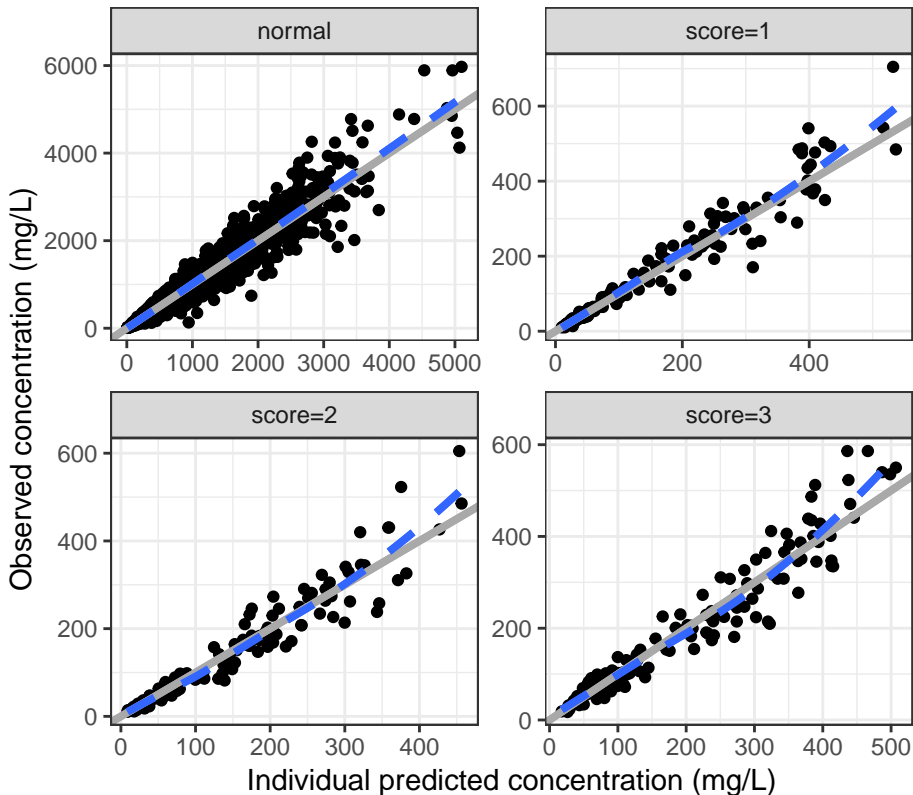 normal
score=1
6000
4000
2000
0
0 1000 2000 3000 4000 5000
600
400
200
0
0 200 400
score=2
score=3
600
400
200
0
0 100 200 300 400
600
400
200
0
0 100 200 300 400 500
Observed concentration (mg/L)
Individual predicted concentration (mg/L)